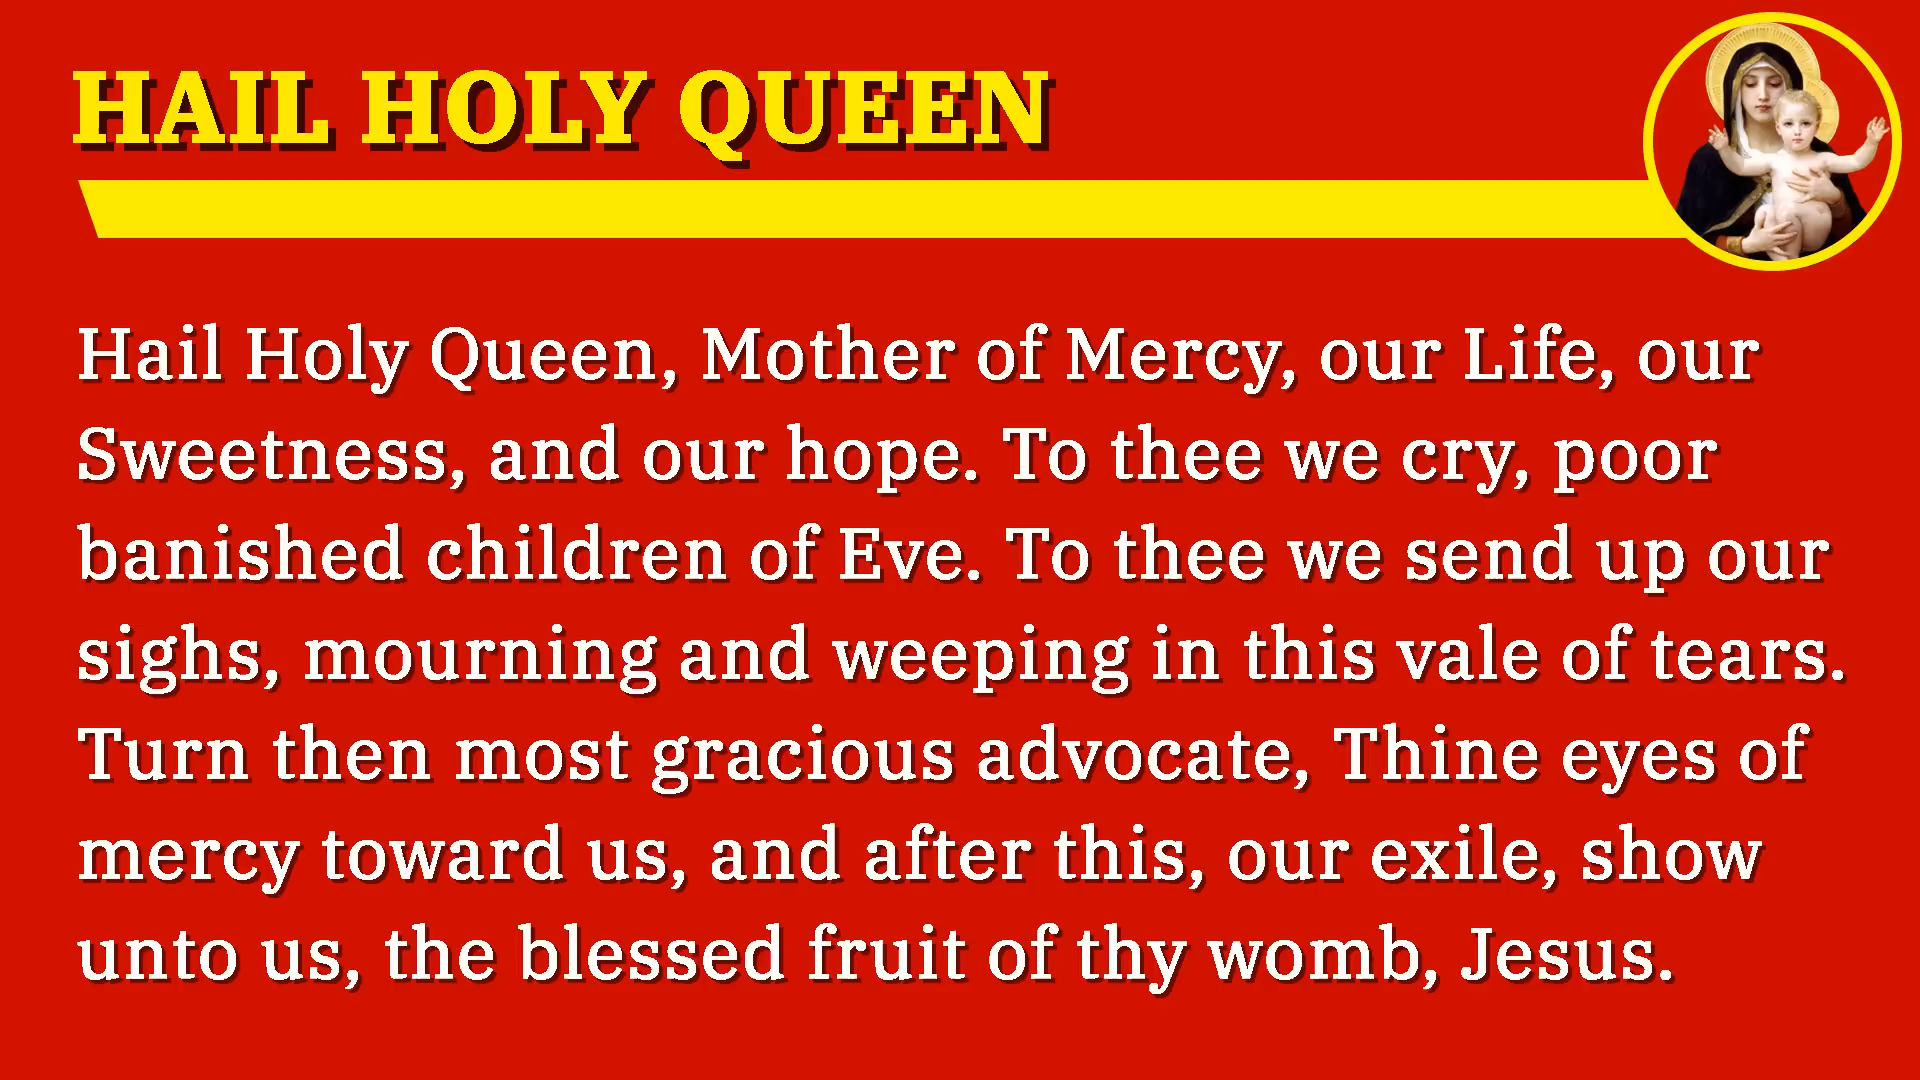 HAIL HOLY QUEEN
Hail Holy Queen, Mother of Mercy, our Life, our
Sweetness, and our hope. To thee we cry, poor
banished children of Eve. To thee we send up our
sighs, mourning and weeping in this vale of tears.
Turn then most gracious advocate, Thine eyes of
mercy toward us, and after this, our exile, show
unto us, the blessed fruit of thy womb, Jesus.